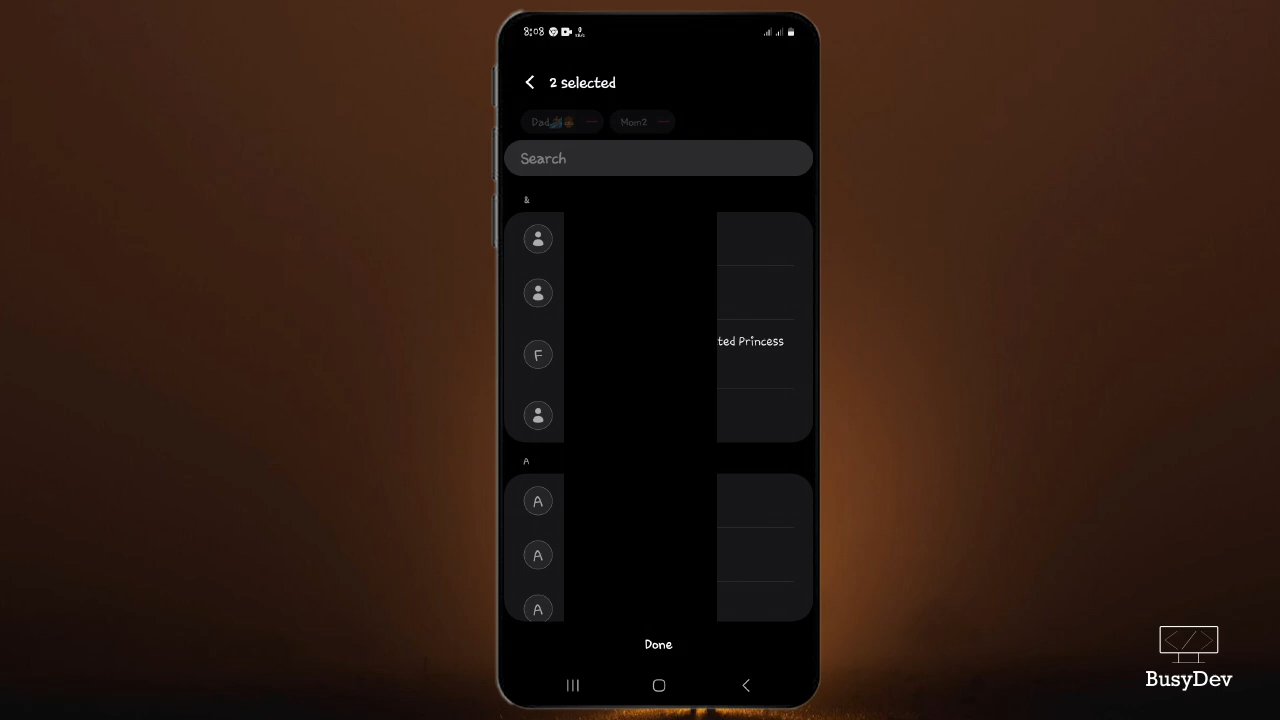 8:08
2 selected
Dad
Mom2
Search
&
F
ted Princess
A
A
A
A
Done
BusyDev